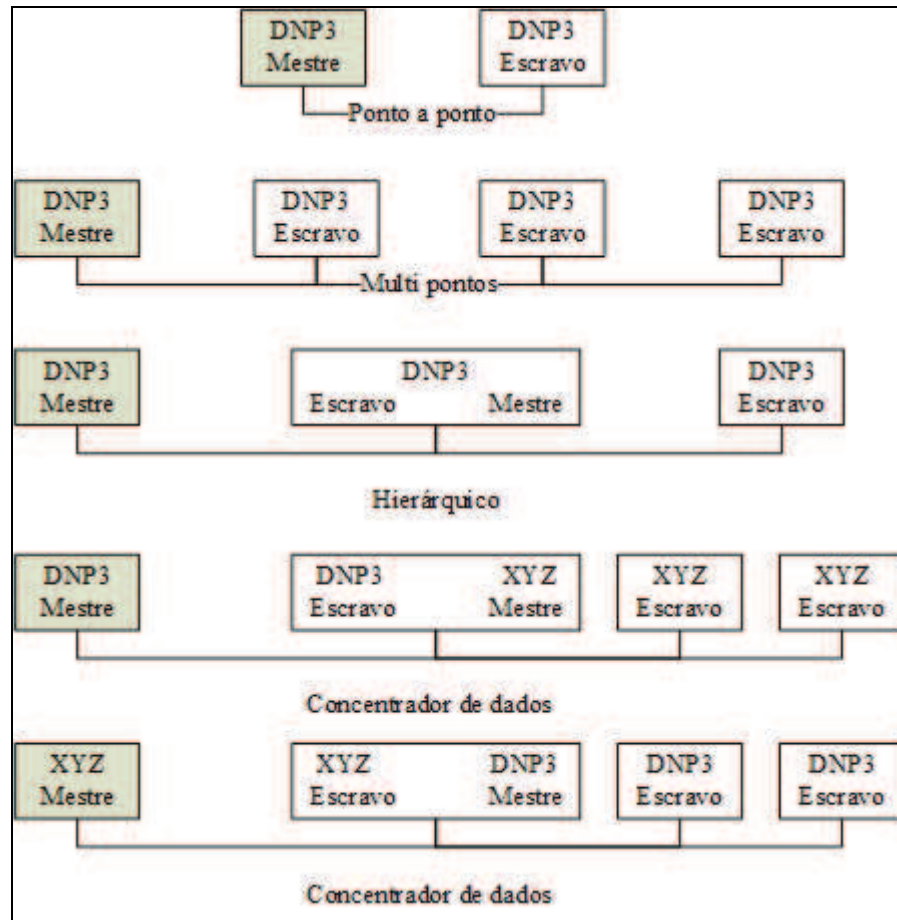 DNP3
Mestre
DNP3
Escravo
Ponto a ponto
DNP3
Mestre
DNP3
Escravo
DNP3
Escravo
DNP3
Escravo
Multi pontos
DNP3
Mestre
DNP3
Escravo Mestre
DNP3
Escravo
Hierárquico
DNP3
Mestre
DNP3 XYZ
Escravo Mestre
XYZ
Escravo
XYZ
Escravo
Concentrador de dados
XYZ
Mestre
XYZ DNP3
Escravo Mestre
DNP3
Escravo
DNP3
Escravo
Concentrador de dados